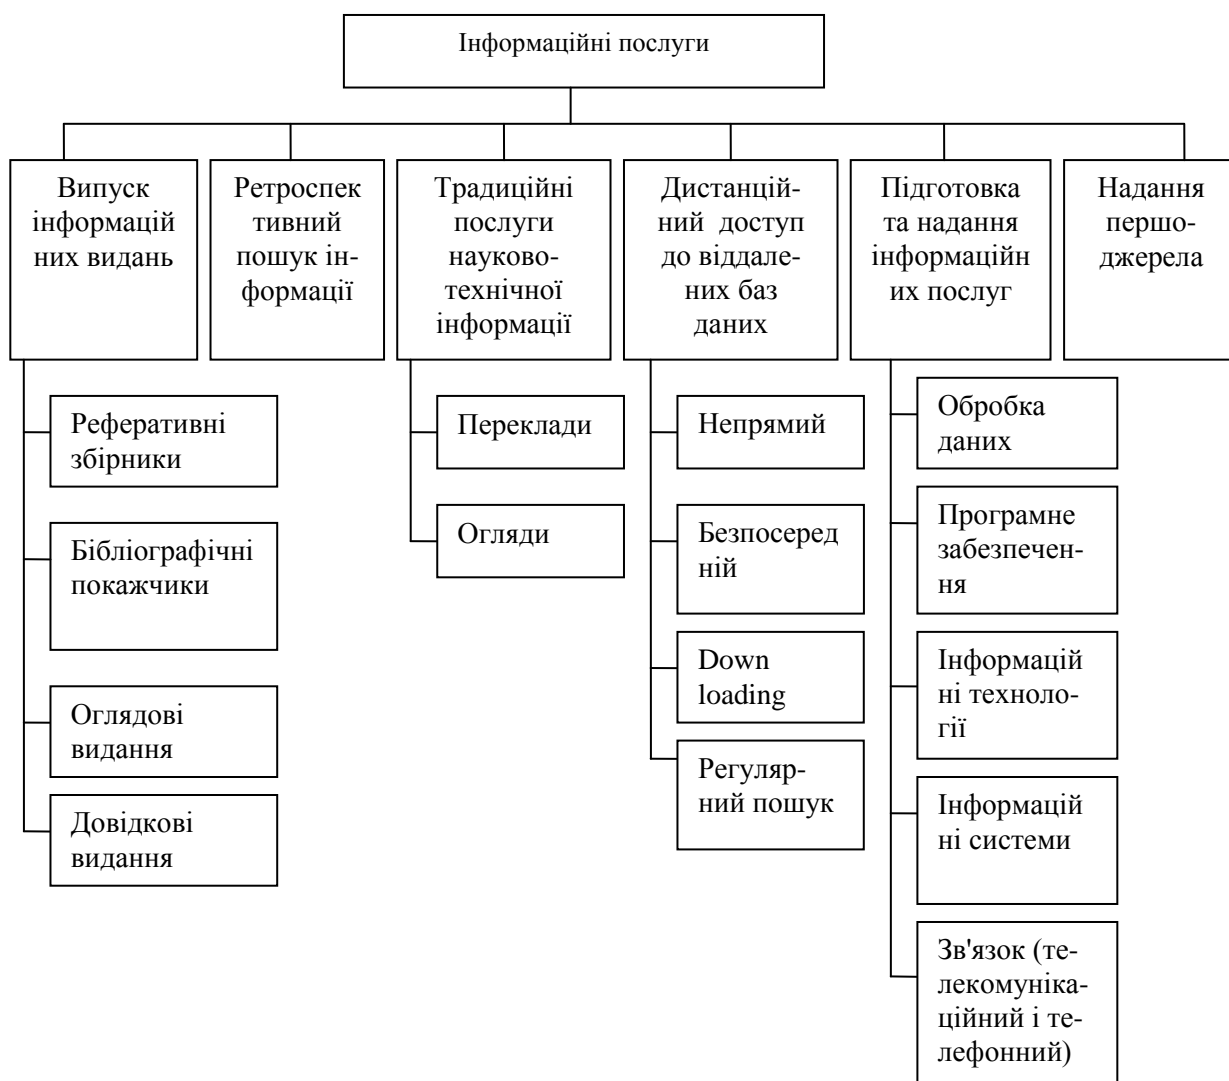 Інформаційні послуги
Випуск
інформацій
них видань
Ретроспек
тивний
пошук ін-
формації
Традиційні
послуги
науково-
технічної
інформації
Дистанцій-
ний доступ
до віддале-
них баз
даних
Підготовка
та надання
інформаційн
их послуг
Надання
першо-
джерела
Реферативні
збірники
Бібліографічні
покажчики
Оглядові
видання
Довідкові
видання
Переклади
Огляди
Непрямий
Безпосеред
ній
Down
loading
Регуляр-
ний пошук
Обробка
даних
Програмне
забезпечен-
ня
Інформацій
ні техноло-
гії
Інформацій
ні системи
Зв'язок (те-
лекомуніка-
ційний і те-
лефонний)